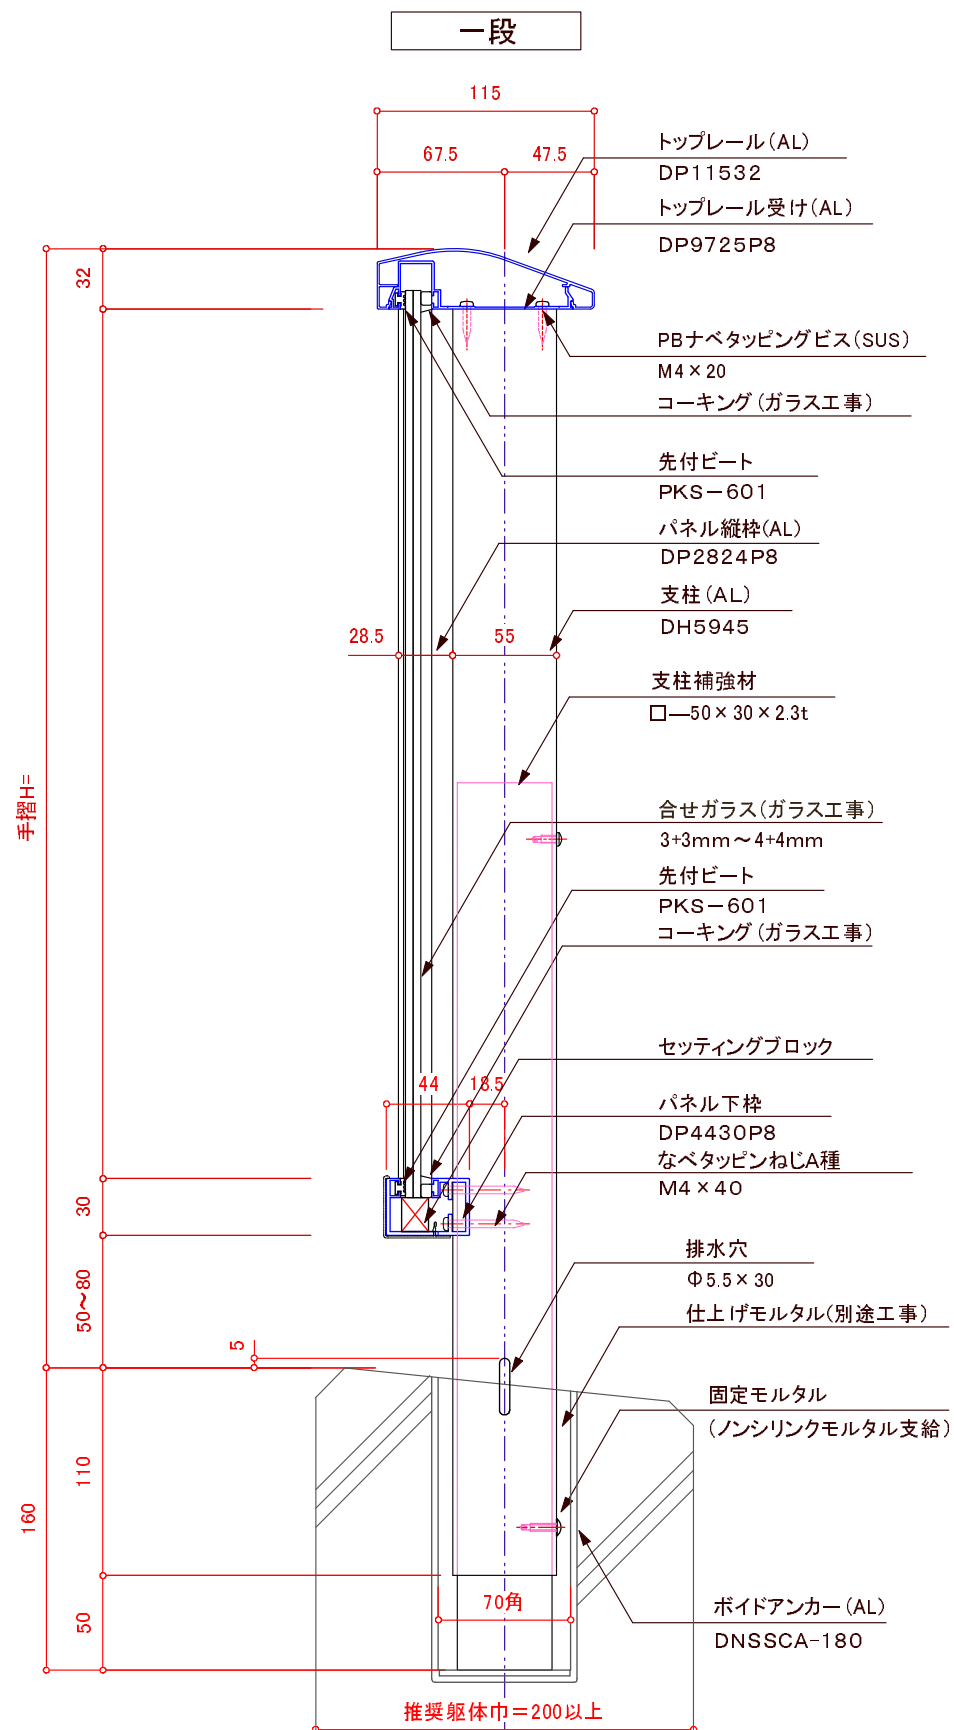 一段
115
67.5
47.5
トップレール(AL)
DP11532
トップレール受け(AL)
DP9725P8
32
PBナベタッピングビス(SUS)
M4×20
コーキング(ガラス工事)
先付ビート
PKS-601
パネル縦枠(AL)
DP2824P8
支柱(AL)
DH5945
28.5
55
支柱補強材
口―50×30×2.3t
手摺H=
合せガラス(ガラス工事)
3+3mm~4+4mm
先付ビート
PKS-601
コーキング(ガラス工事)
セッティングブロック
44
18.5
パネル下枠
DP4430P8
なべタッピンねじA種
M4×40
30
排水穴
Φ5.5×30
50~80
仕上げモルタル(別途工事)
5
固定モルタル
(ノンシリンクモルタル支給)
110
160
70角
50
ボイドアンカー(AL)
DNSSCA-180
推奨躯体巾=200以上